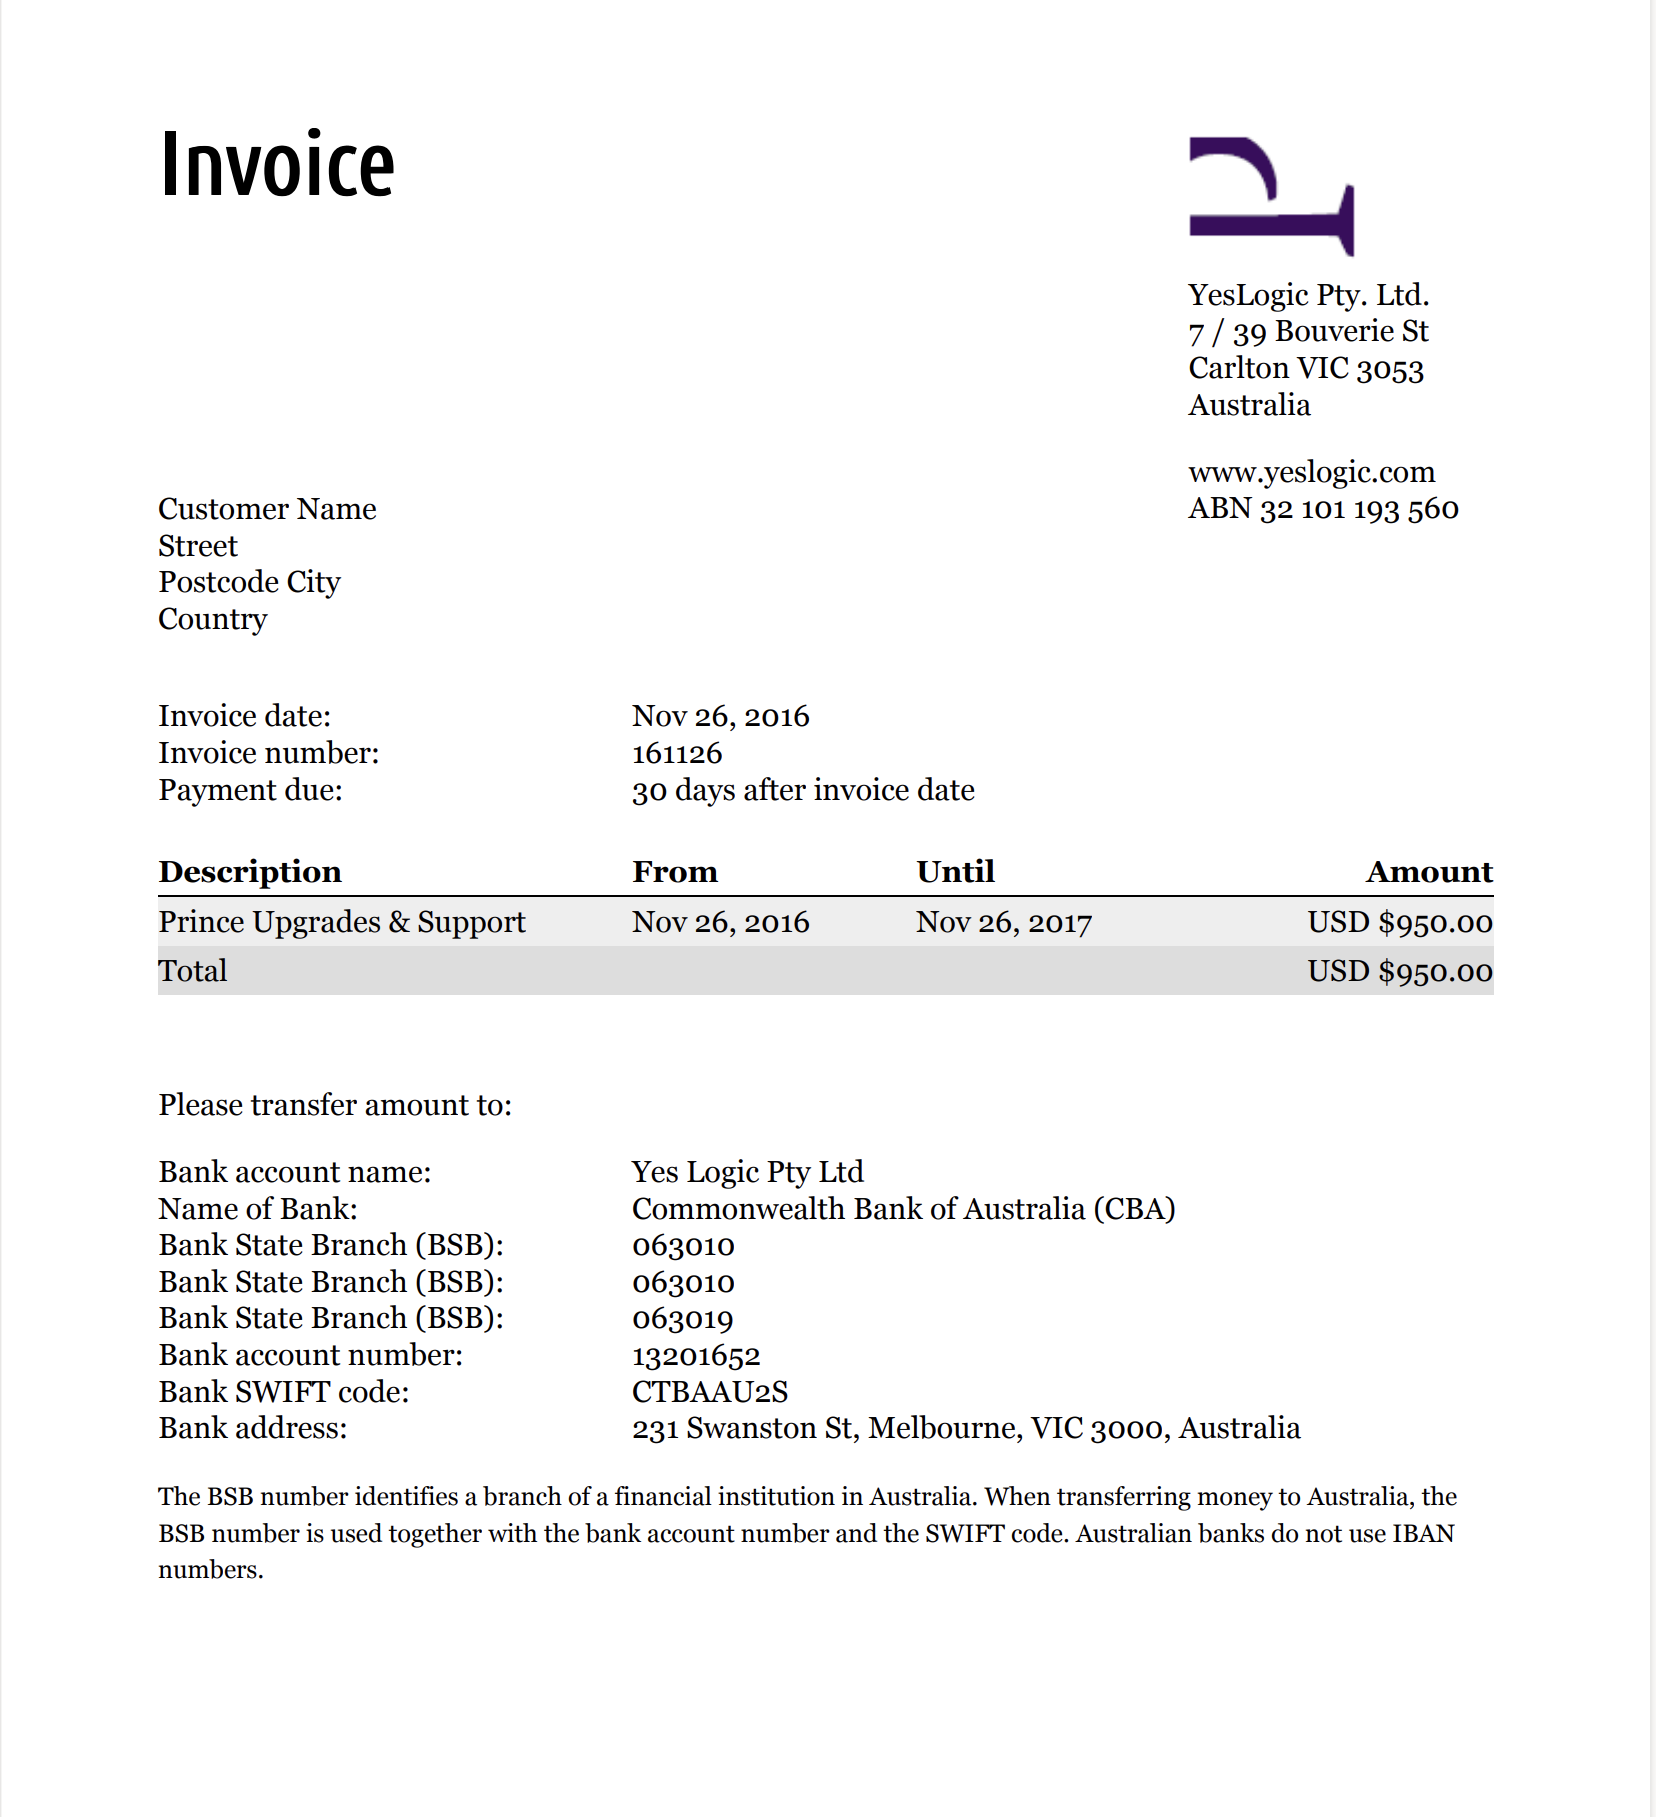 Invoice
YesLogic Pty. Ltd.
7 / 39 Bouverie St
Carlton VIC 3053
Australia
www.yeslogic.com
ABN 32 101 193 560
Customer Name
Street
Postcode City
Country
Invoice date: Nov 26, 2016
Invoice number: 161126
Payment due: 30 days after invoice date
Description From Until Amount
Prince Upgrades & Support Nov 26, 2016 Nov 26, 2017 USD $950.00
Total USD $950.00
Please transfer amount to:
Bank account name: Yes Logic Pty Ltd
Name of Bank: Commonwealth Bank of Australia (CBA)
Bank State Branch (BSB): 063010
Bank State Branch (BSB): 063010
Bank State Branch (BSB): 063019
Bank account number: 13201652
Bank SWIFT code: CTBAAU2S
Bank address: 231 Swanston St, Melbourne, VIC 3000, Australia
The BSB number identifies a branch of a financial institution in Australia. When transferring money to Australia, the
BSB number is used together with the bank account number and the SWIFT code. Australian banks do not use IBAN
numbers.